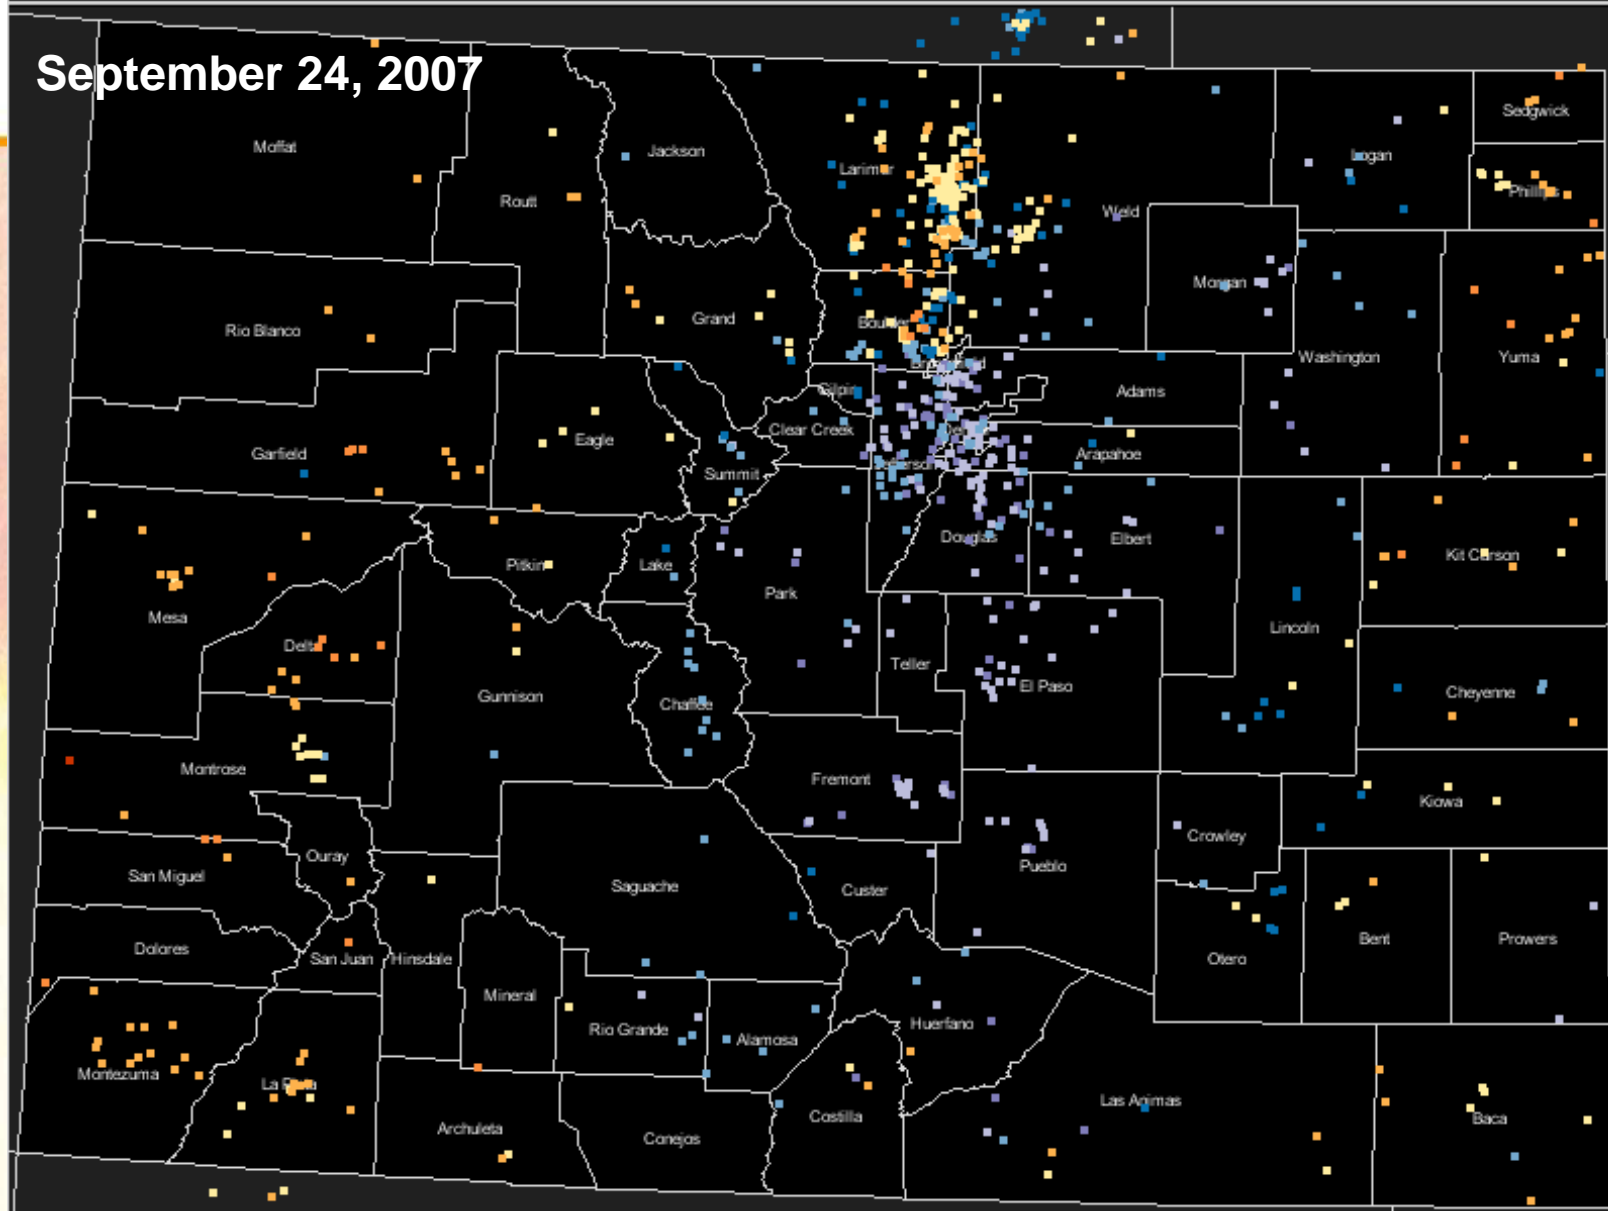 September 24, 2007
Sedgwick
Moffat
Jackson
Logan
Larimer
Phillips
Routt
Weld
Morgan
Grand
Boulder
Rio Blanco
Washington
Yuma
Broomfield
Gilpin
Adams
Clear Creek
Denver
Eagle
Garfield
Arapahoe
Jefferson
Summit
Douglas
Elbert
Kit Carson
Pitkin
Lake
Park
Mesa
Lincoln
Delta
Teller
El Paso
Gunnison
Cheyenne
Chaffee
Montrose
Fremont
Kiowa
Crowley
Ouray
Pueblo
San Miguel
Saguache
Custer
Bent
Prowers
Dolores
San Juan
Hinsdale
Otero
Mineral
Rio Grande
Huerfano
Alamosa
Montezuma
La Plata
Las Animas
Costilla
Baca
Archuleta
Conejos